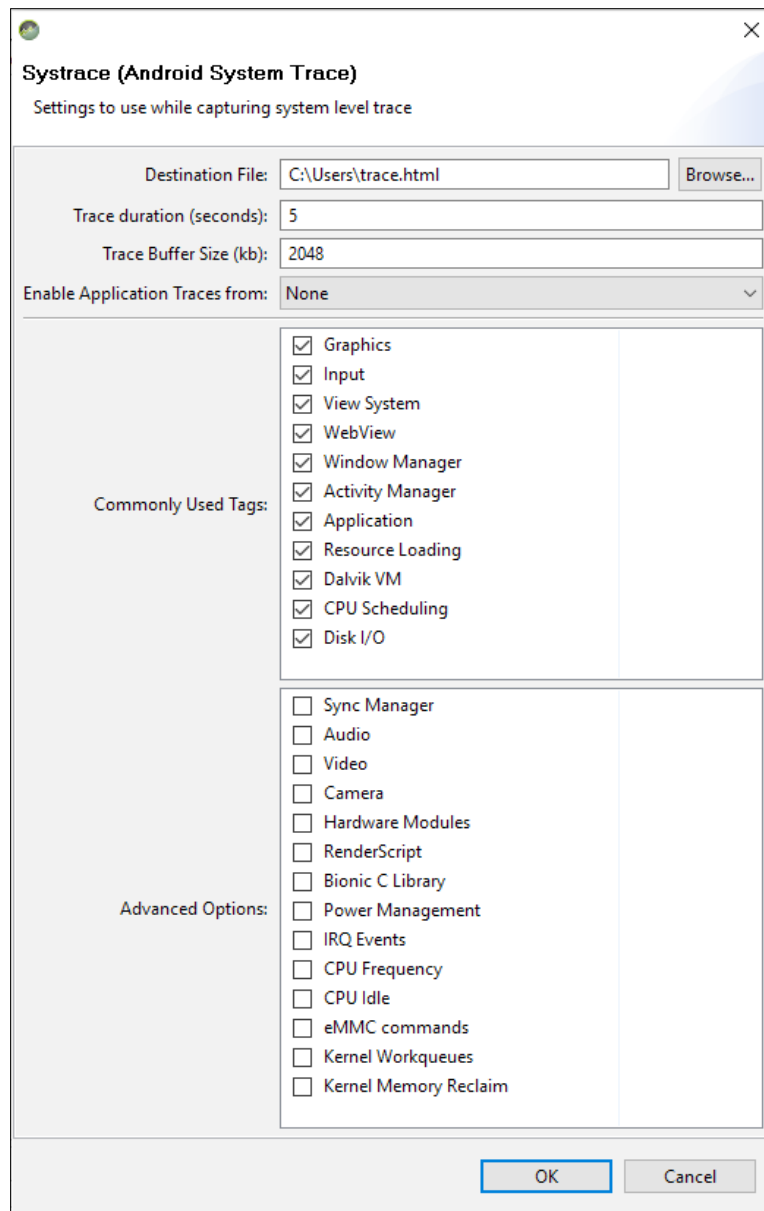 Systrace (Android System Trace)
Settings to use while capturing system level trace
Destination File: C:\Users\trace.html Browse...
Trace duration (seconds): 5
Trace Buffer Size (kb): 2048
Enable Application Traces from: None
Commonly Used Tags:
Graphics
Input
View System
WebView
Window Manager
Activity Manager
Application
Resource Loading
Dalvik VM
CPU Scheduling
Disk I/O
Advanced Options:
Sync Manager
Audio
Video
Camera
Hardware Modules
RenderScript
Bionic C Library
Power Management
IRQ Events
CPU Frequency
CPU Idle
eMMC commands
Kernel Workqueues
Kernel Memory Reclaim
OK Cancel